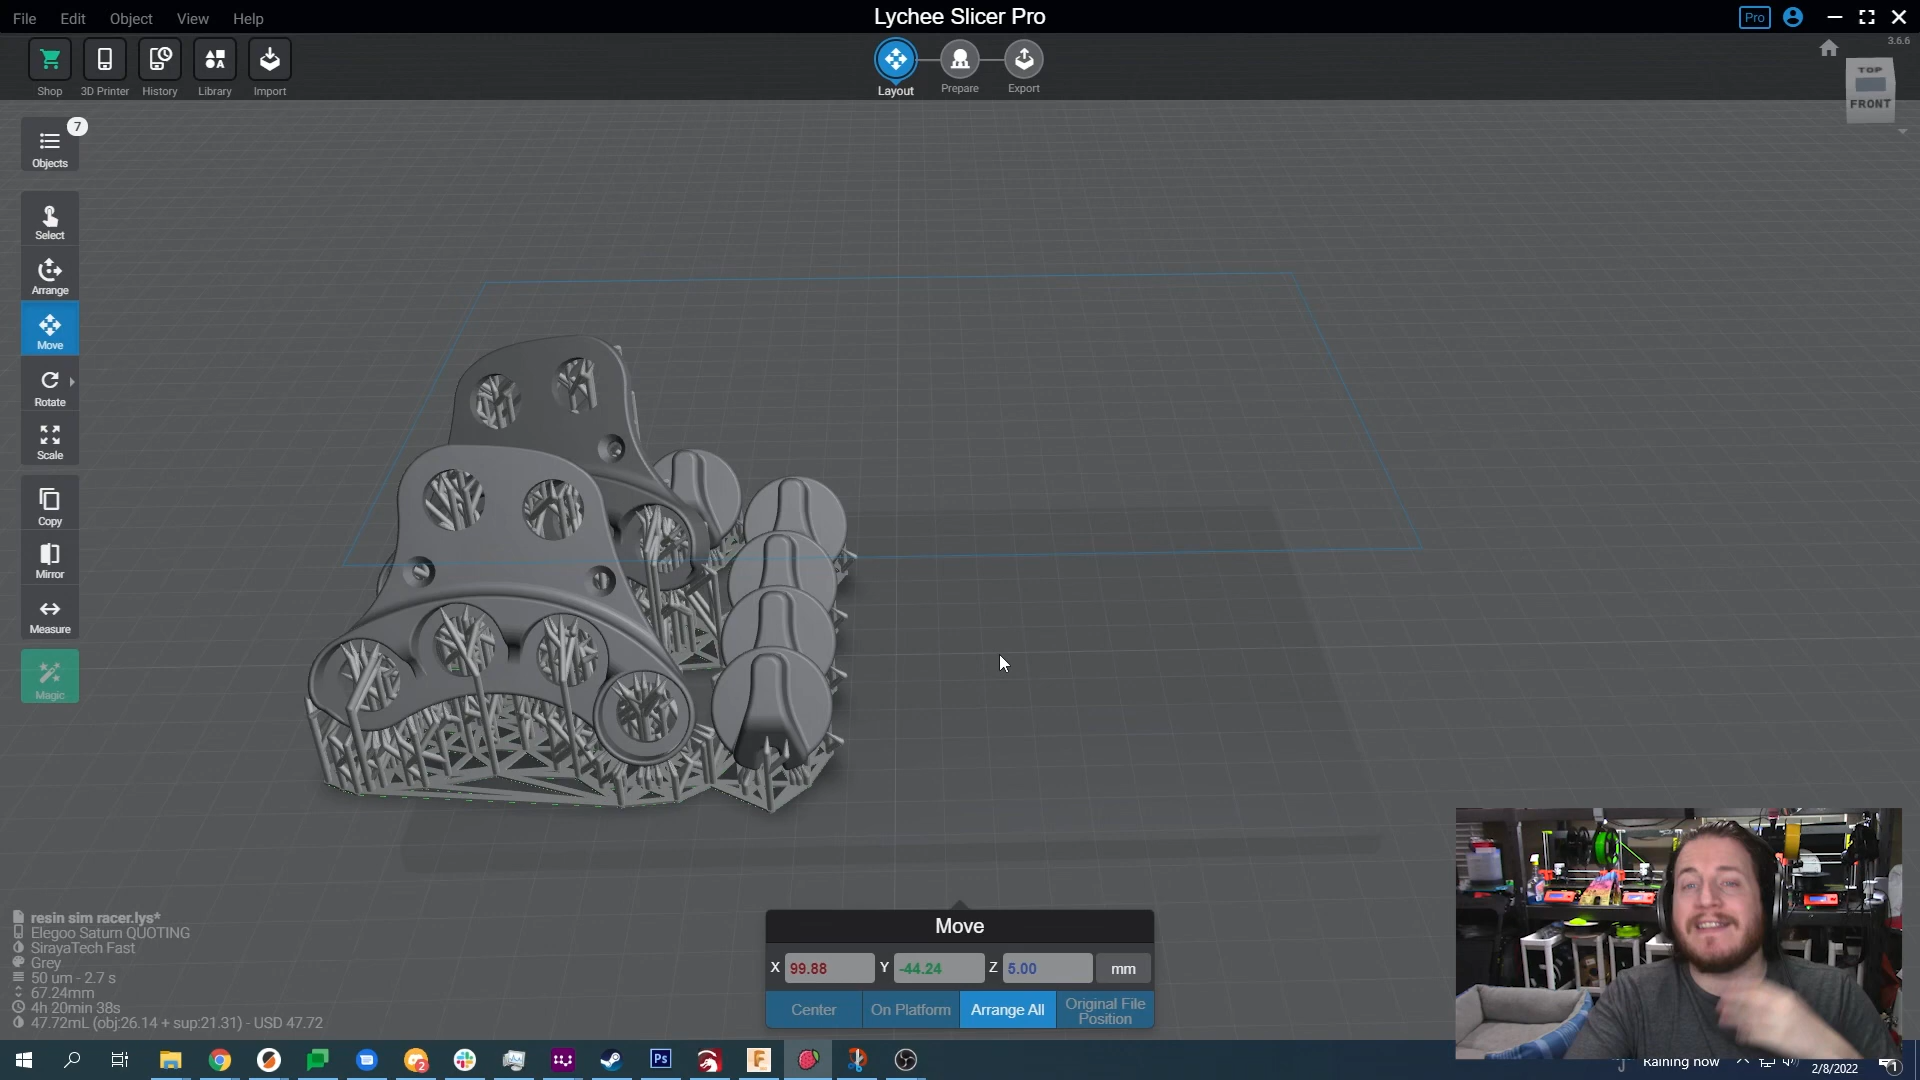 File Edit Object View Help
Lychee Slicer Pro
Pro
3.6.6
Shop 3D Printer History Library Import
Layout Prepare Export
TOP
FRONT
7
Objects
Select
Arrange
Move
Rotate
Scale
Copy
Mirror
Measure
Magic
resin sim racer.lys*
Elegoo Saturn QUOTING
SirayaTech Fast
Grey
50 um - 2.7 s
67.24mm
4h 20min 38s
47.72mL (obj:26.14 + sup:21.31) - USD 47.72
Move
X 99.88 Y -44.24 Z 5.00 mm
Center On Platform Arrange All Original File Position
2
Ps
F
Raining now
2/8/2022
1